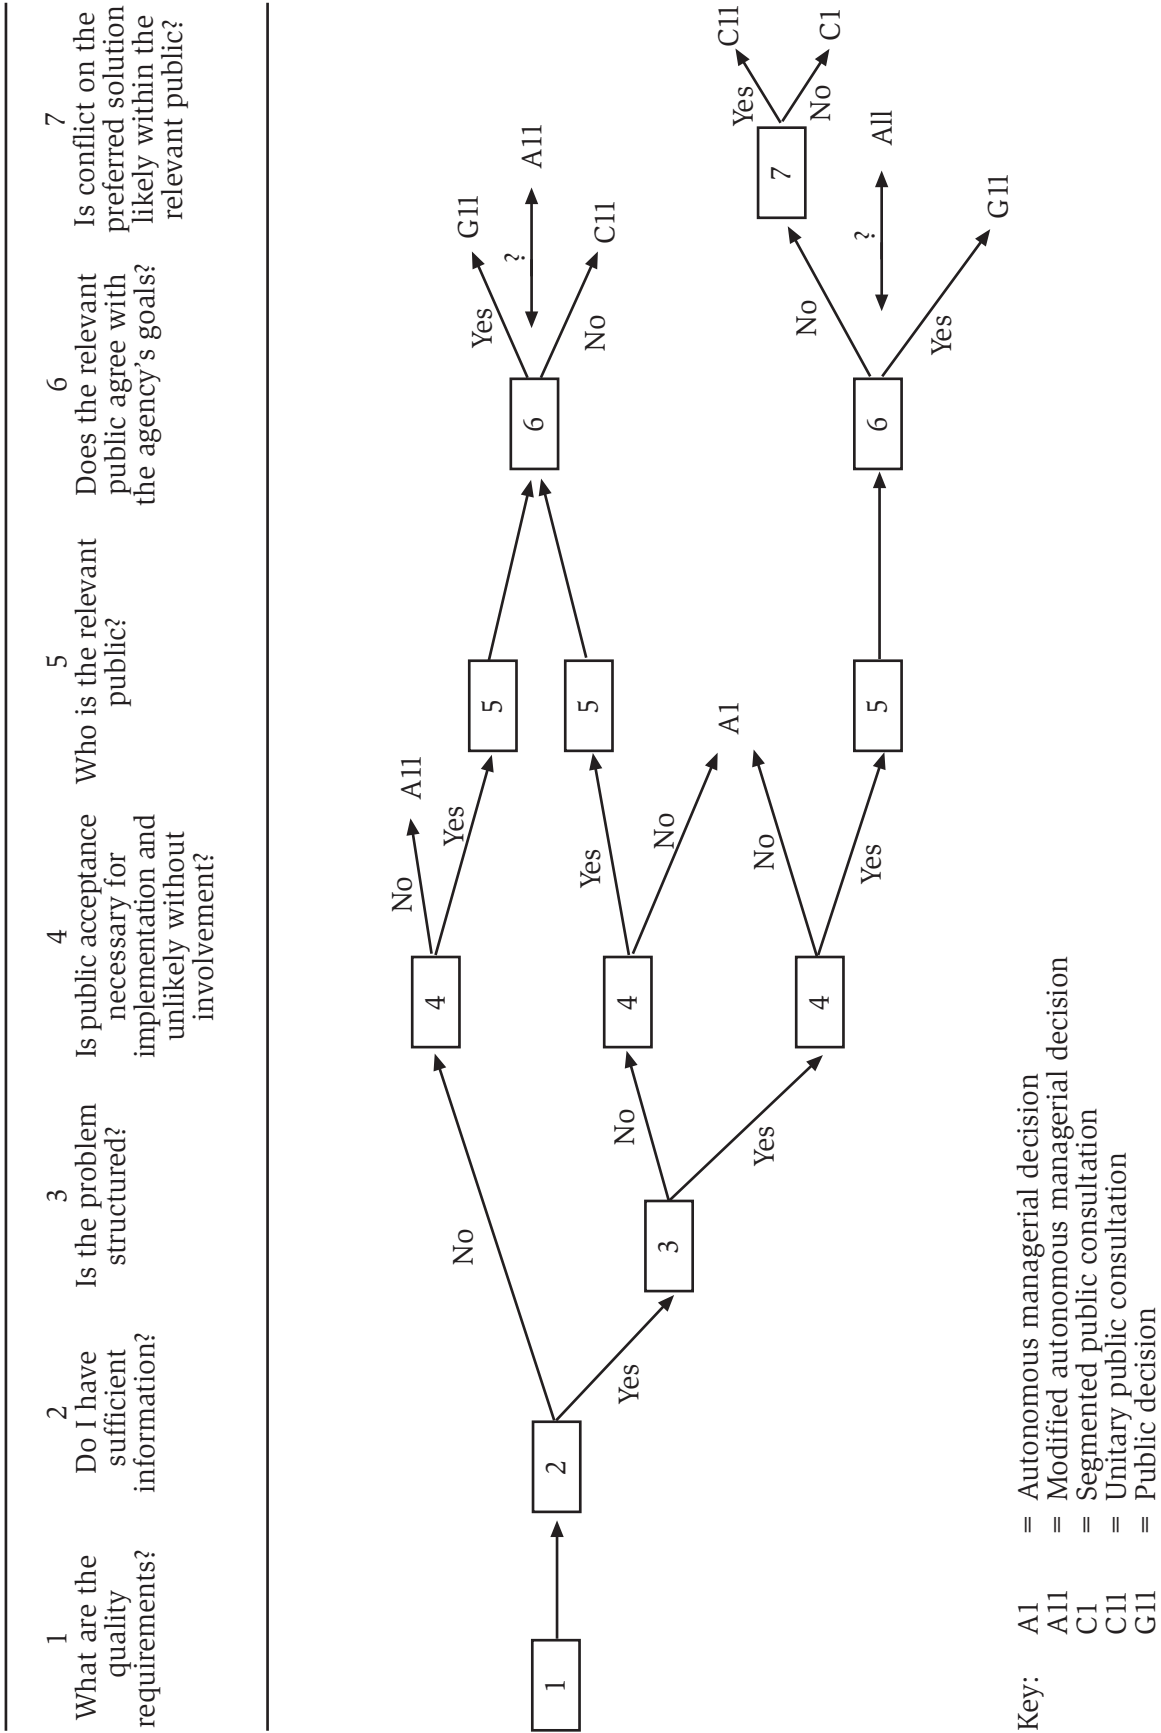 1
What are the
quality
requirements?
2
Do I have
sufficient
information?
3
Is the problem
structured?
4
Is public acceptance
necessary for
implementation and
unlikely without
involvement?
5
Who is the relevant
public?
6
Does the relevant
public agree with
the agency's goals?
7
Is conflict on the
preferred solution
likely within the
relevant public?
1
2
No
Yes
3
No
Yes
4
No
A11
Yes
4
Yes
No
A1
4
No
Yes
5
5
5
6
Yes
G11
?
A11
No
C11
6
No
?
All
Yes
G11
7
Yes
C11
No
C1
Key: A1 = Autonomous managerial decision
A11 = Modified autonomous managerial decision
C1 = Segmented public consultation
C11 = Unitary public consultation
G11 = Public decision